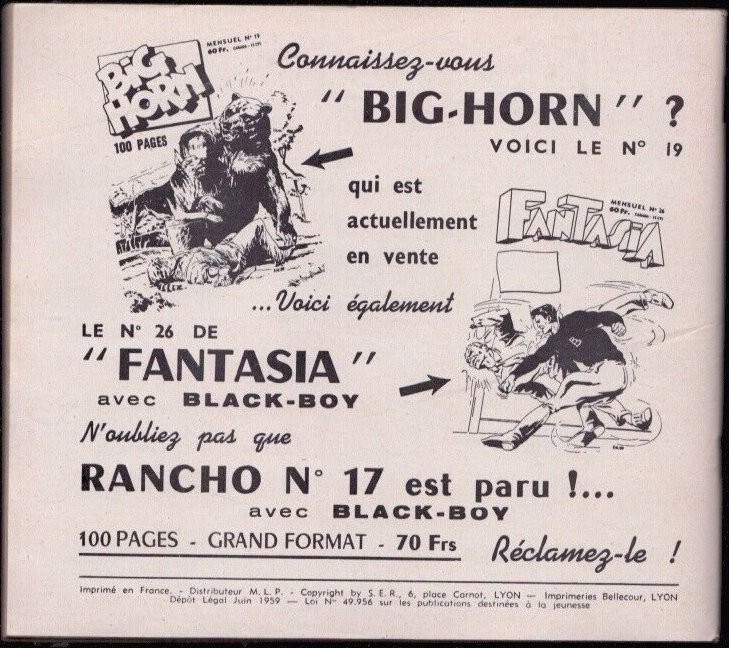 BIG
HORN
MENSUEL N° 19
60 Fr.
100 PAGES
Connaissez-vous
" BIG-HORN " ?
VOICI LE N° 19
qui est
actuellement
en vente
FANTASIA
MENSUEL N° 26
60 Fr.
...Voici également
LE N° 26 DE
" FANTASIA "
avec BLACK-BOY
N'oubliez pas que
RANCHO N° 17 est paru !...
avec BLACK-BOY
100 PAGES - GRAND FORMAT - 70 Frs
Réclamez-le !
Imprimé en France. - Distributeur M. L. P. - Copyright by S. E. R., 6, place Carnot, LYON — Imprimeries Bellecour, LYON
Dépôt Légal Juin 1959 — Loi N° 49.956 sur les publications destinées à la jeunesse